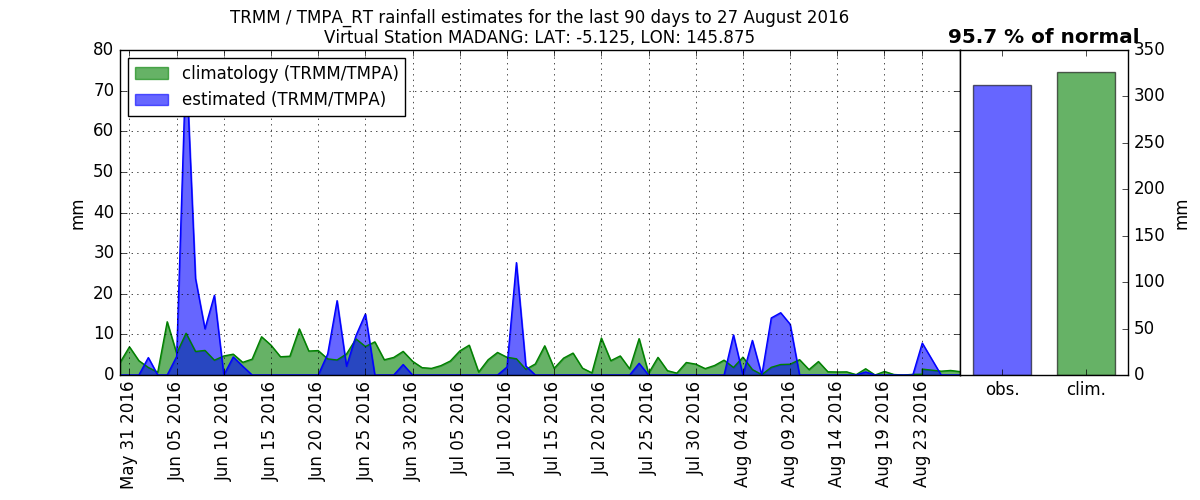 TRMM / TMPA_RT rainfall estimates for the last 90 days to 27 August 2016
Virtual Station MADANG: LAT: -5.125, LON: 145.875
95.7 % of normal
climatology (TRMM/TMPA)
estimated (TRMM/TMPA)
80
70
60
50
40
30
20
10
0
mm
350
300
250
200
150
100
50
0
mm
May 31 2016
Jun 05 2016
Jun 10 2016
Jun 15 2016
Jun 20 2016
Jun 25 2016
Jun 30 2016
Jul 05 2016
Jul 10 2016
Jul 15 2016
Jul 20 2016
Jul 25 2016
Jul 30 2016
Aug 04 2016
Aug 09 2016
Aug 14 2016
Aug 19 2016
Aug 23 2016
obs.
clim.